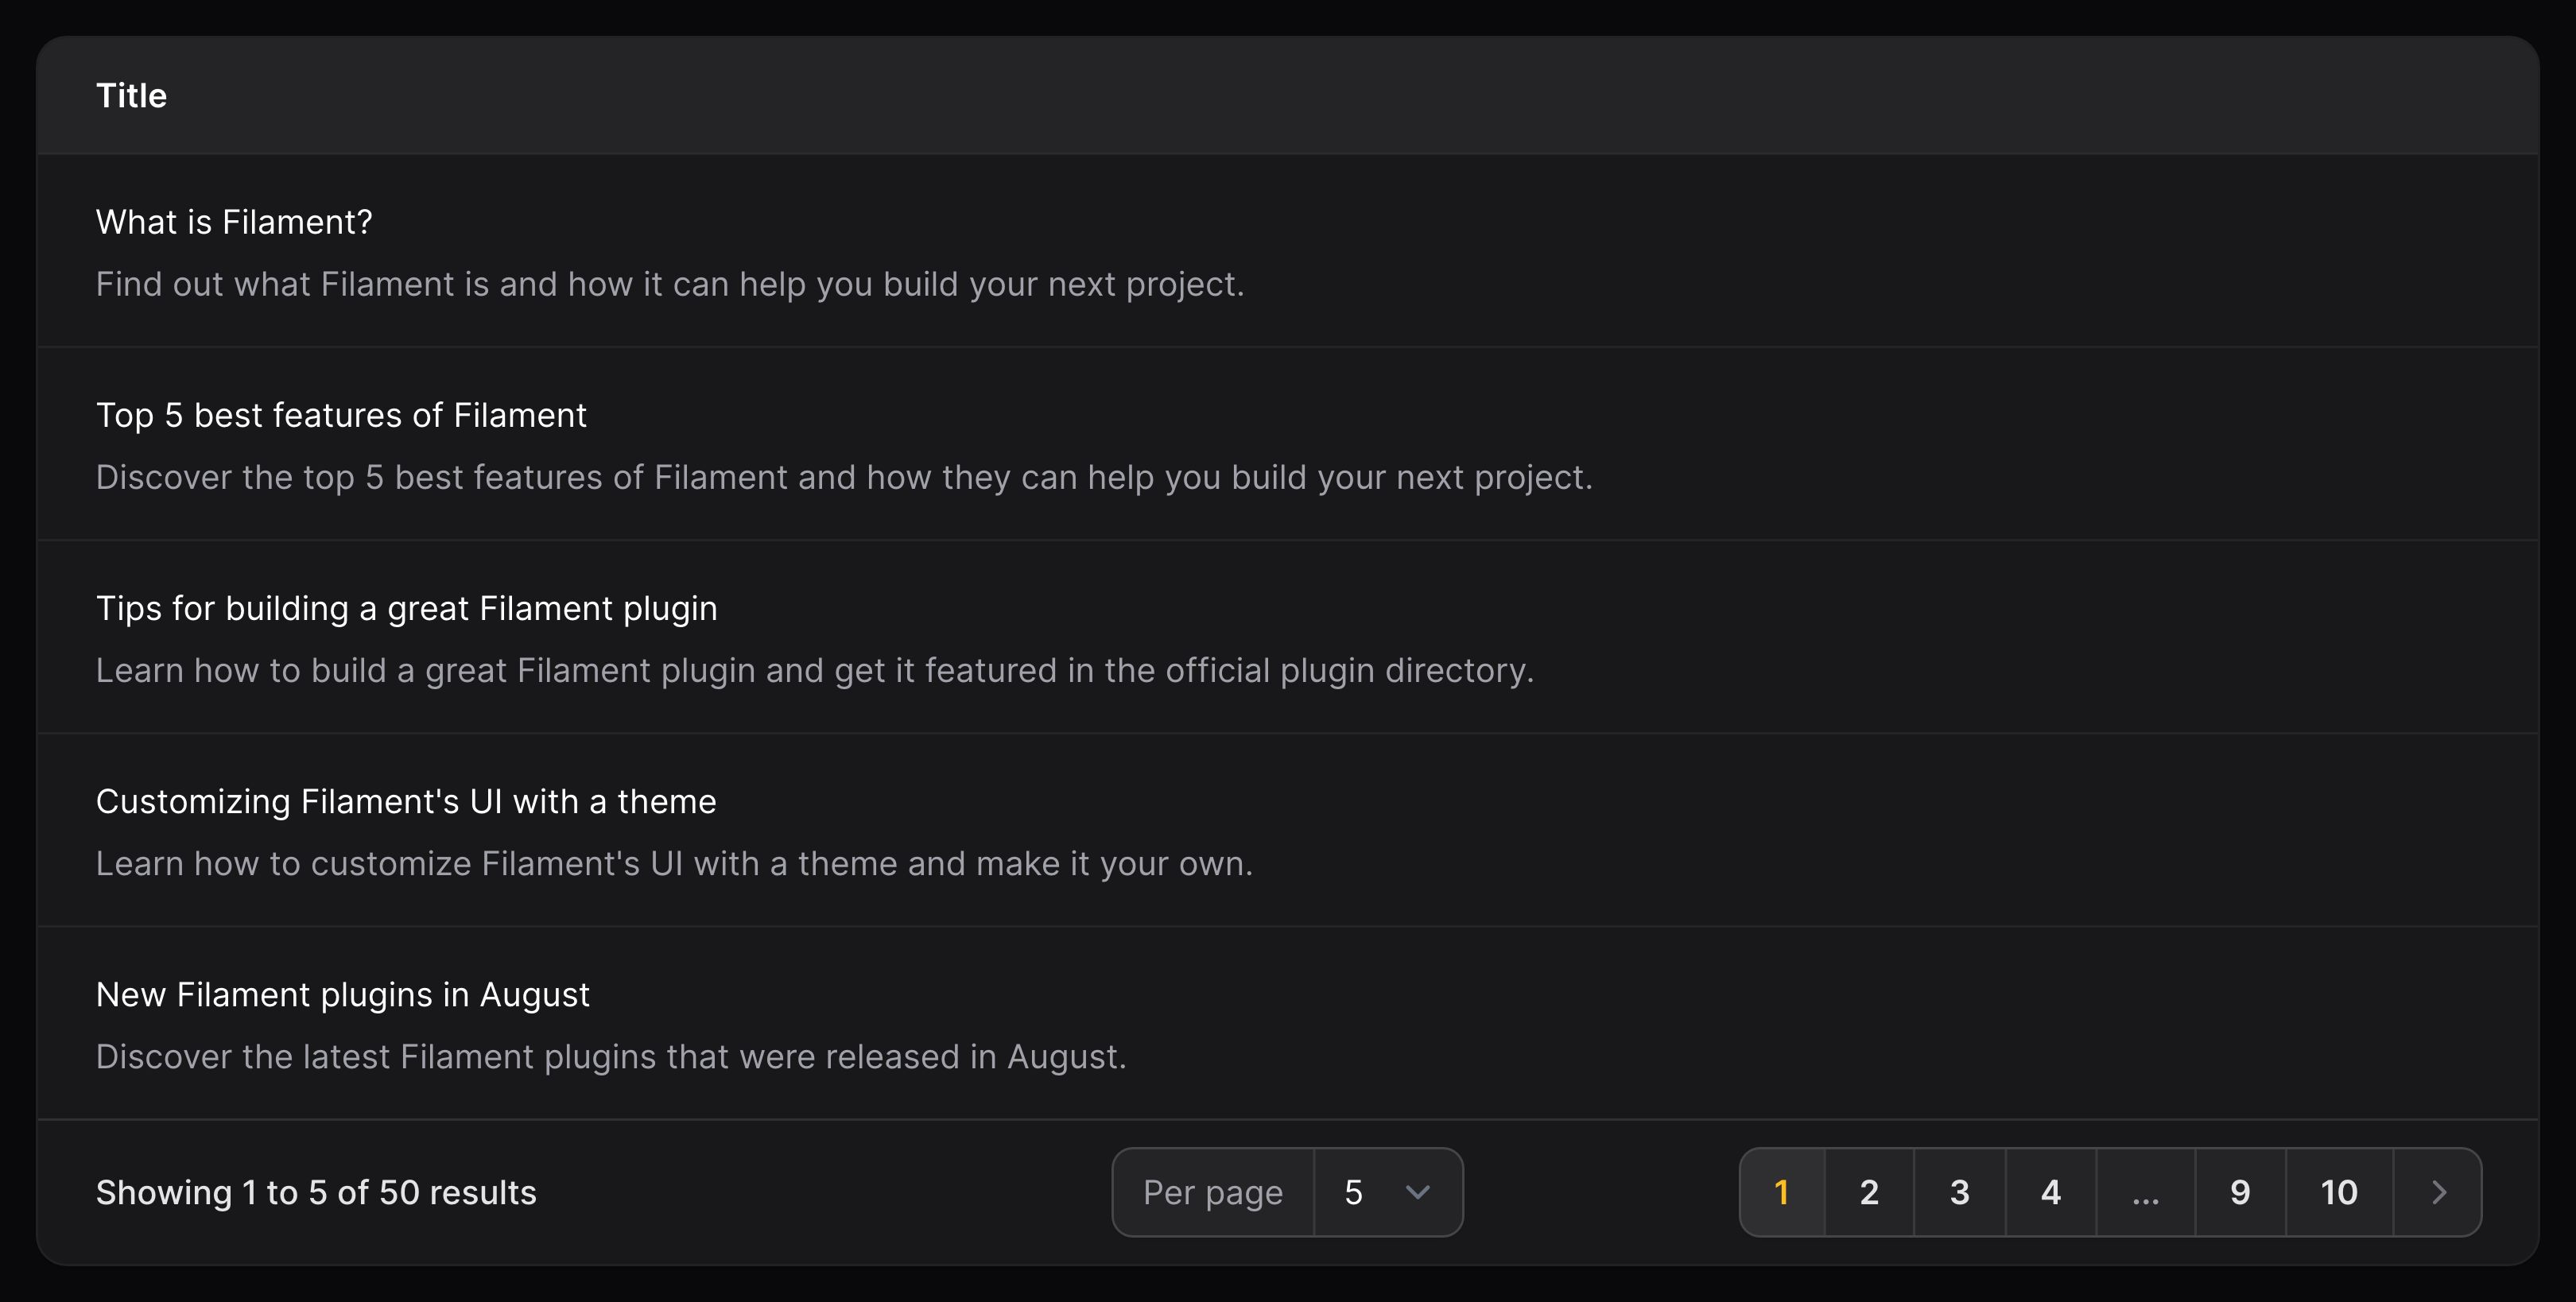 Title
What is Filament?
Find out what Filament is and how it can help you build your next project.
Top 5 best features of Filament
Discover the top 5 best features of Filament and how they can help you build your next project.
Tips for building a great Filament plugin
Learn how to build a great Filament plugin and get it featured in the official plugin directory.
Customizing Filament's UI with a theme
Learn how to customize Filament's UI with a theme and make it your own.
New Filament plugins in August
Discover the latest Filament plugins that were released in August.
Showing 1 to 5 of 50 results Per page 5 1 2 3 4 ... 9 10